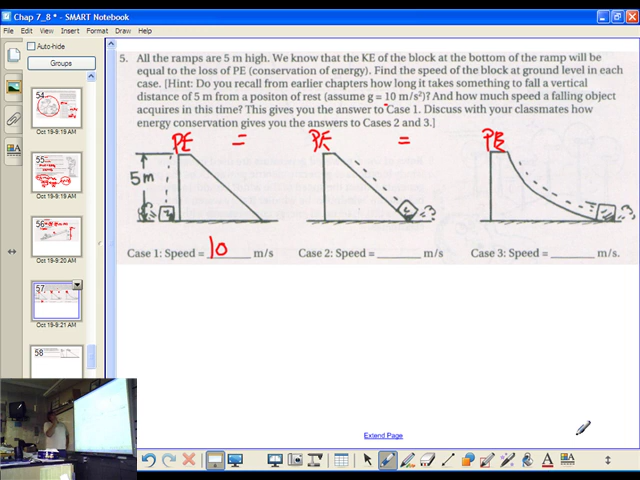 Chap 7_8 * - SMART Notebook
File Edit View Insert Format Draw Help
Auto-hide
Groups
54
Oct 19-9:19 AM
55
Oct 19-9:19 AM
56
Oct 19-9:20 AM
57
Oct 19-9:21 AM
58
5. All the ramps are 5 m high. We know that the KE of the block at the bottom of the ramp will be
equal to the loss of PE (conservation of energy). Find the speed of the block at ground level in each
case. [Hint: Do you recall from earlier chapters how long it takes something to fall a vertical
distance of 5 m from a positon of rest (assume g = 10 m/s²)? And how much speed a falling object
acquires in this time? This gives you the answer to Case 1. Discuss with your classmates how
energy conservation gives you the answers to Cases 2 and 3.]
PE = PE = PE
5 m
Case 1: Speed = 10 m/s Case 2: Speed = ______ m/s Case 3: Speed = ______ m/s.
Extend Page